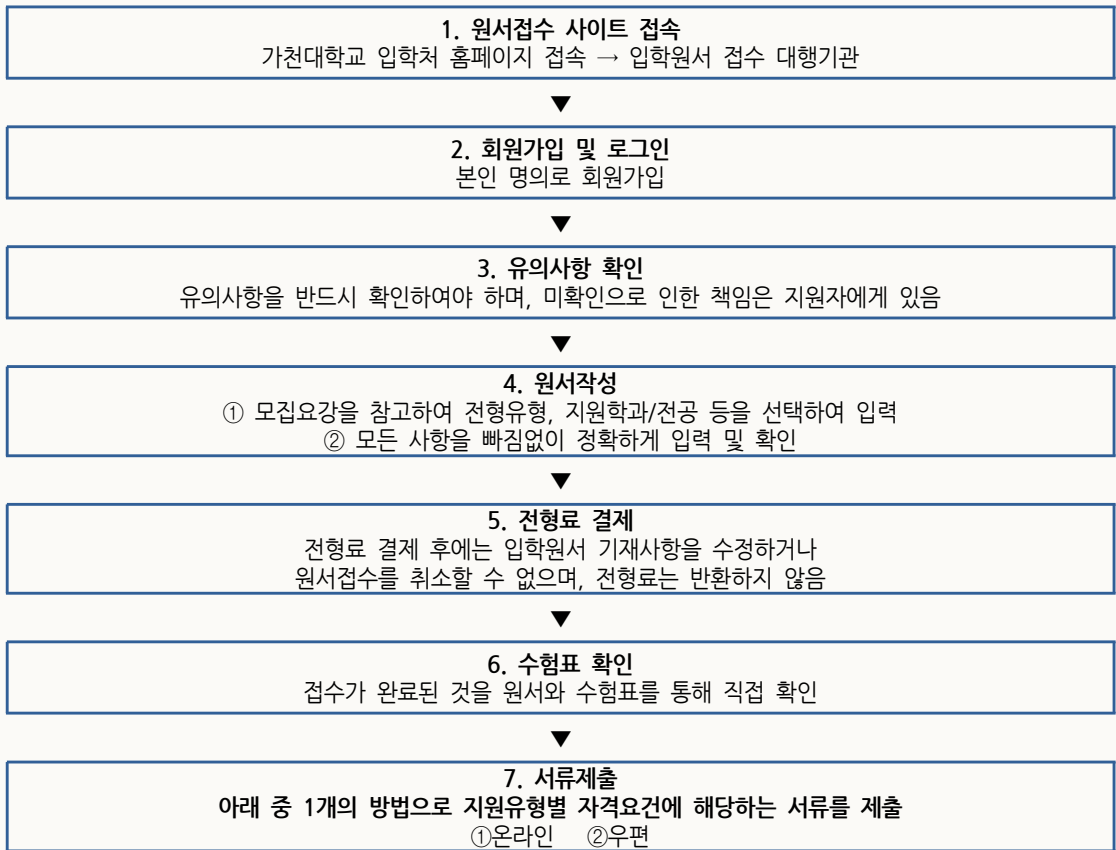 1. 원서접수 사이트 접속
가천대학교 입학처 홈페이지 접속 → 입학원서 접수 대행기관
▼
2. 회원가입 및 로그인
본인 명의로 회원가입
▼
3. 유의사항 확인
유의사항을 반드시 확인하여야 하며, 미확인으로 인한 책임은 지원자에게 있음
▼
4. 원서작성
① 모집요강을 참고하여 전형유형, 지원학과/전공 등을 선택하여 입력
② 모든 사항을 빠짐없이 정확하게 입력 및 확인
▼
5. 전형료 결제
전형료 결제 후에는 입학원서 기재사항을 수정하거나
원서접수를 취소할 수 없으며, 전형료는 반환하지 않음
▼
6. 수험표 확인
접수가 완료된 것을 원서와 수험표를 통해 직접 확인
▼
7. 서류제출
아래 중 1개의 방법으로 지원유형별 자격요건에 해당하는 서류를 제출
①온라인 ②우편